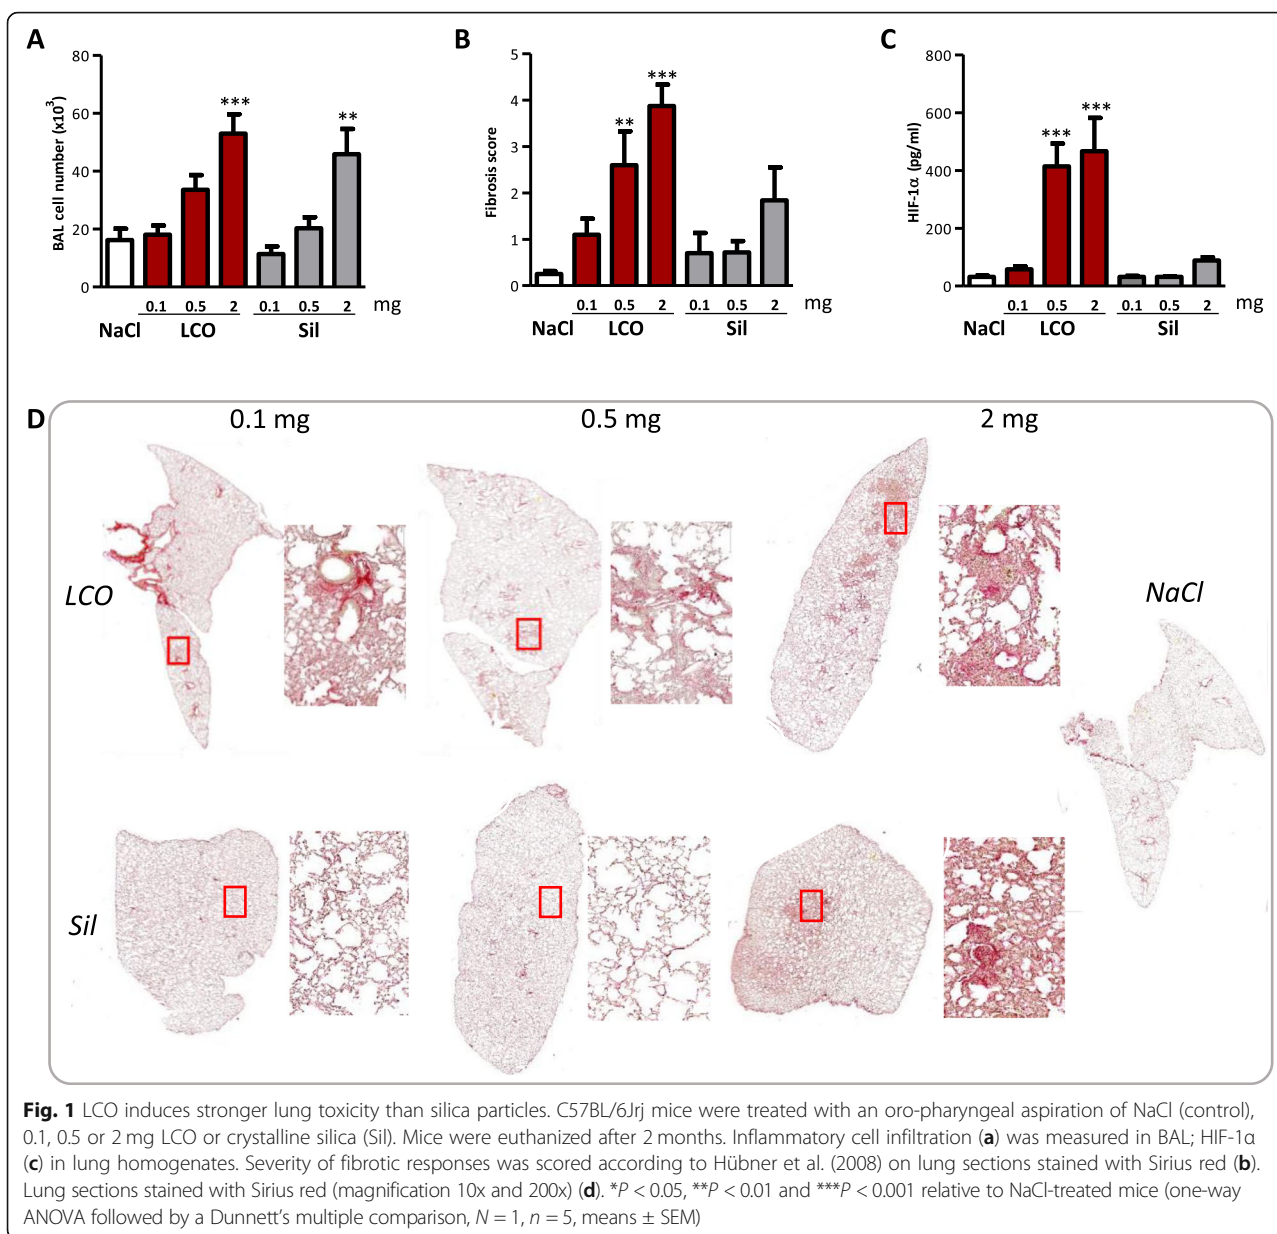 A
BAL cell number (x10³)
80
60
40
20
0
***
**
0.1 0.5 2 0.1 0.5 2 mg
NaCl LCO Sil
B
Fibrosis score
5
4
3
2
1
0
**
***
0.1 0.5 2 0.1 0.5 2 mg
NaCl LCO Sil
C
HIF-1α (pg/ml)
800
600
400
200
0
***
***
0.1 0.5 2 0.1 0.5 2 mg
NaCl LCO Sil
D
0.1 mg 0.5 mg 2 mg
LCO
NaCl
Sil
Fig. 1 LCO induces stronger lung toxicity than silica particles. C57BL/6Jrj mice were treated with an oro-pharyngeal aspiration of NaCl (control),
0.1, 0.5 or 2 mg LCO or crystalline silica (Sil). Mice were euthanized after 2 months. Inflammatory cell infiltration (a) was measured in BAL; HIF-1α
(c) in lung homogenates. Severity of fibrotic responses was scored according to Hübner et al. (2008) on lung sections stained with Sirius red (b).
Lung sections stained with Sirius red (magnification 10x and 200x) (d). *P < 0.05, **P < 0.01 and ***P < 0.001 relative to NaCl-treated mice (one-way
ANOVA followed by a Dunnett's multiple comparison, N = 1, n = 5, means ± SEM)